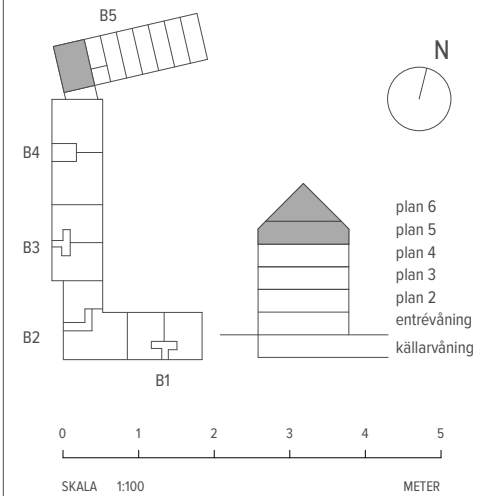 B5
N
B4
B3
B2
B1
plan 6
plan 5
plan 4
plan 3
plan 2
entrévåning
källarvåning
0 1 2 3 4 5
SKALA 1:100 METER